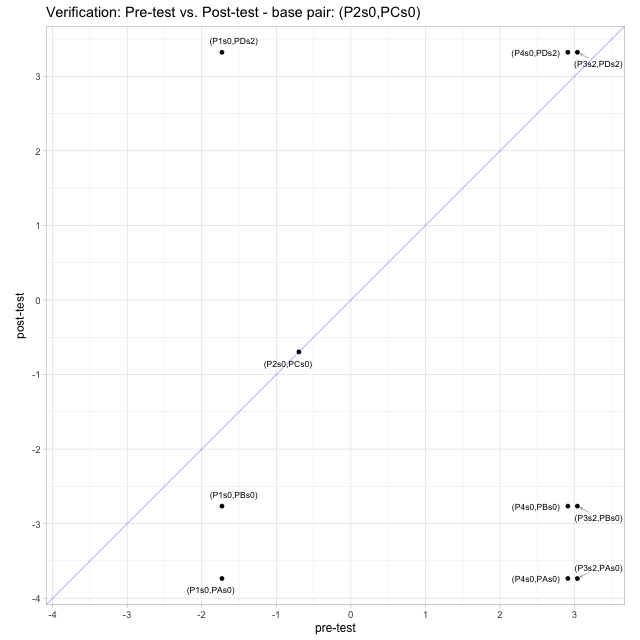 Verification: Pre-test vs. Post-test - base pair: (P2s0,PCs0)
(P1s0,PDs2)
(P4s0,PDs2)
(P3s2,PDs2)
3
2
1
0
post-test
-1
(P2s0,PCs0)
-2
(P1s0,PBs0)
(P4s0,PBs0)
(P3s2,PBs0)
-3
(P3s2,PAs0)
(P4s0,PAs0)
(P1s0,PAs0)
-4
-4 -3 -2 -1 0 1 2 3
pre-test